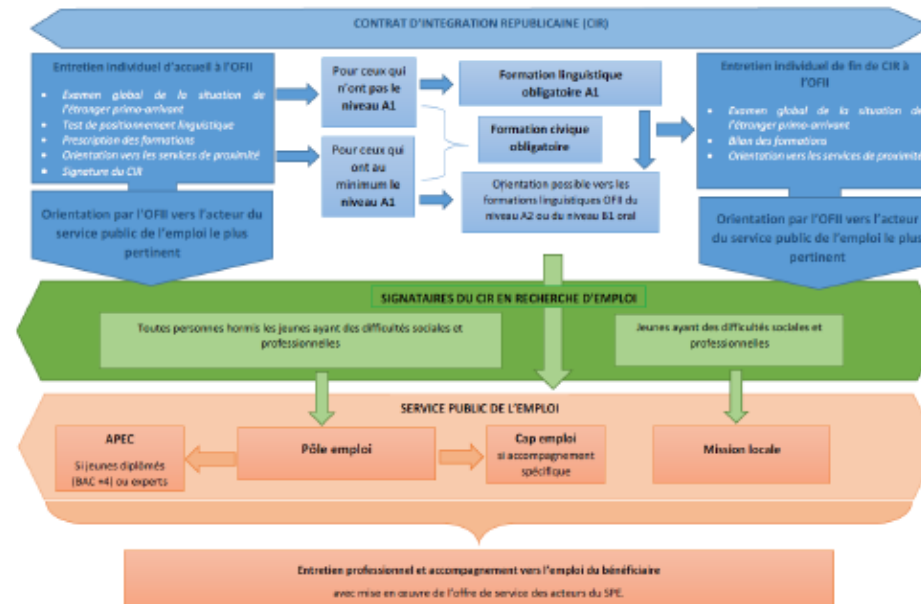 CONTRAT D'INTEGRATION REPUBLICAINE (CIR)
Entretien individuel d'accueil à l'OFII
• Examen global de la situation de
l'étranger primo-arrivant
• Test de positionnement linguistique
• Prescription des formations
• Orientation vers les services de proximité
• Signature du CIR
Orientation par l'OFII vers l'acteur du
service public de l'emploi le plus
pertinent
Pour ceux qui
n'ont pas le
niveau A1
Pour ceux qui
ont au
minimum le
niveau A1
Formation linguistique
obligatoire A1
Formation civique
obligatoire
Orientation possible vers les
formations linguistiques OFII du
niveau A2 ou du niveau B1 oral
Entretien individuel de fin de CIR à
l'OFII
• Examen global de la situation de
l'étranger primo-arrivant
• Bilan des formations
• Orientation vers les services de proximité
Orientation par l'OFII vers l'acteur
du service public de l'emploi le plus
pertinent
SIGNATAIRES DU CIR EN RECHERCHE D'EMPLOI
Toutes personnes hormis les jeunes ayant des difficultés sociales et
professionnelles
Jeunes ayant des difficultés sociales et
professionnelles
SERVICE PUBLIC DE L'EMPLOI
APEC
Si jeunes diplômés
(BAC +4) ou experts
Pôle emploi
Cap emploi
si accompagnement
spécifique
Mission locale
Entretien professionnel et accompagnement vers l'emploi du bénéficiaire
avec mise en œuvre de l'offre de service des acteurs du SPE.